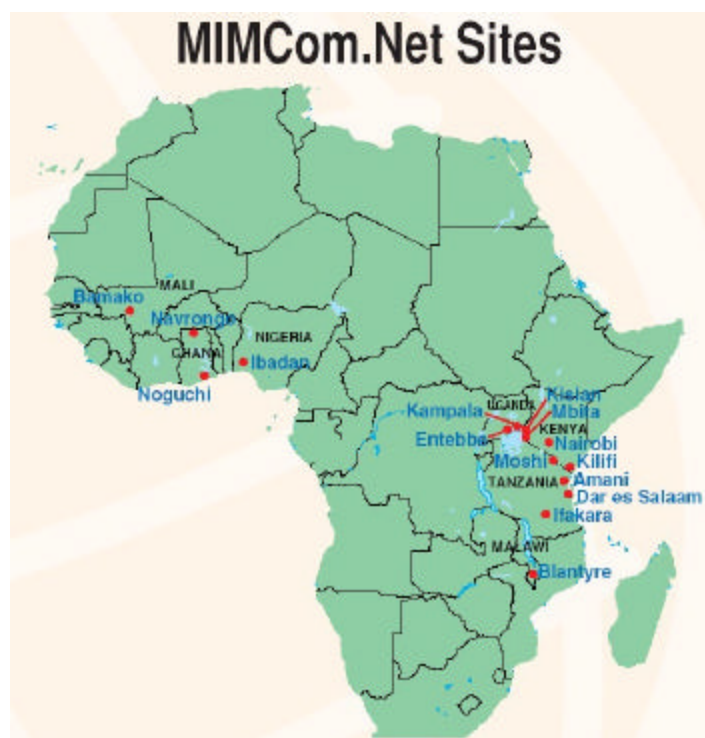 MIMCom.Net Sites
MALI
Bamako
Navrongo
NIGERIA
GHANA
Ibadan
Noguchi
Kisian
UGANDA
Kampala
Mbita
KENYA
Entebbe
Nairobi
Moshi
Kilifi
TANZANIA
Amani
Dar es Salaam
Ifakara
MALAWI
Blantyre